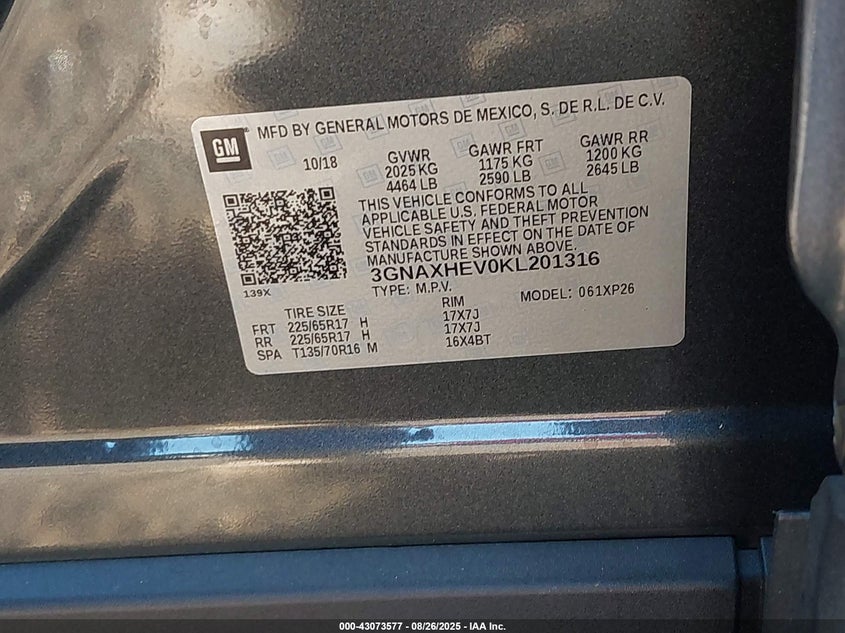 GM
MFD BY GENERAL MOTORS DE MEXICO, S. DE R.L. DE C.V.
10/18 GVWR GAWR FRT GAWR RR
2025 KG 1175 KG 1200 KG
4464 LB 2590 LB 2645 LB
THIS VEHICLE CONFORMS TO ALL
APPLICABLE U.S. FEDERAL MOTOR
VEHICLE SAFETY AND THEFT PREVENTION
STANDARDS IN EFFECT ON THE DATE OF
MANUFACTURE SHOWN ABOVE.
3GNAXHEV0KL201316
139X
TYPE: M.P.V. MODEL: 061XP26
TIRE SIZE RIM
FRT 225/65R17 H 17X7J
RR 225/65R17 H 17X7J
SPA T135/70R16 M 16X4BT
000-43073577 - 08/26/2025 - IAA Inc.